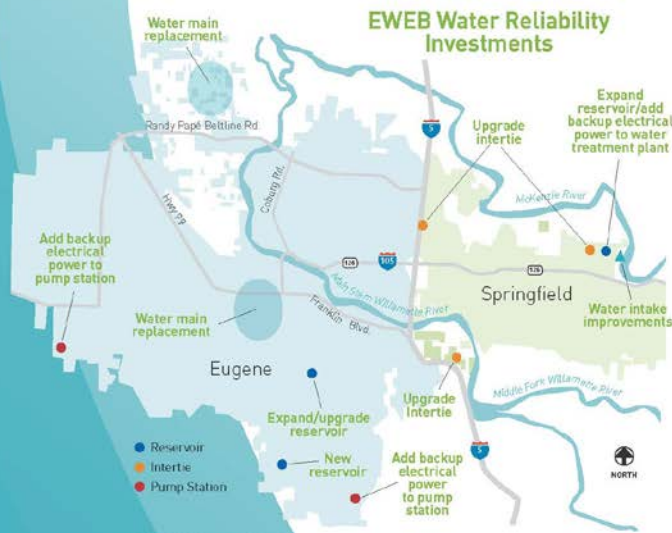 EWEB Water Reliability
Investments
Water main
replacement
Randy Papé Beltline Rd.
Hwy 99
Coburg Rd.
5
Upgrade
intertie
Expand
reservoir/add
backup electrical
power to water
treatment plant
McKenzie River
Add backup
electrical
power to
pump station
126
105
126
Springfield
Water intake
improvements
Main Stem Willamette River
Franklin Blvd.
Water main
replacement
Eugene
Upgrade
Intertie
Middle Fork Willamette River
Expand/upgrade
reservoir
5
Reservoir
Intertie
Pump Station
New
reservoir
Add backup
electrical
power
to pump
station
NORTH